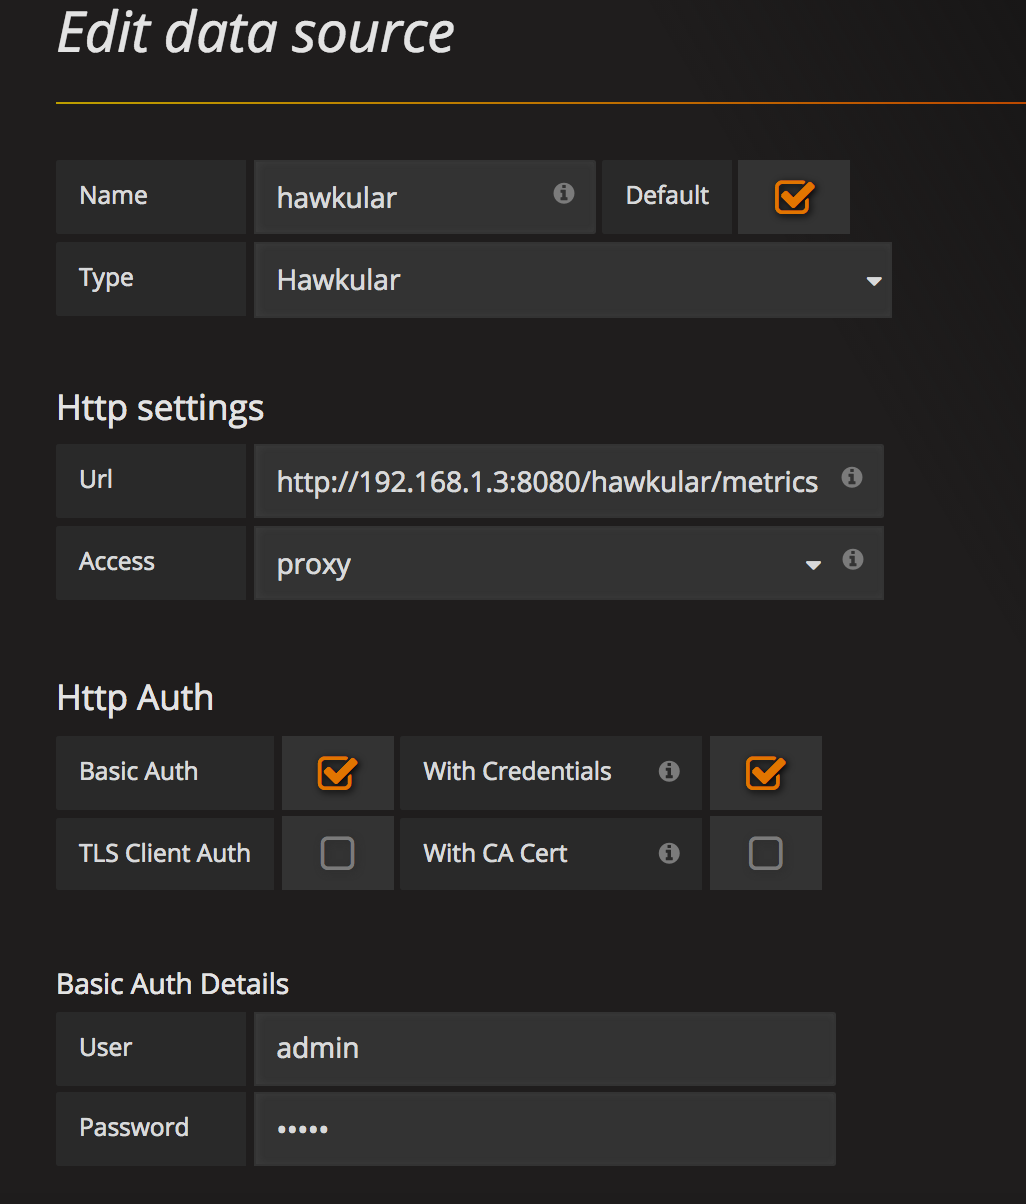 Edit data source
Name hawkular Default
Type Hawkular
Http settings
Url http://192.168.1.3:8080/hawkular/metrics
Access proxy
Http Auth
Basic Auth With Credentials
TLS Client Auth With CA Cert
Basic Auth Details
User admin
Password •••••